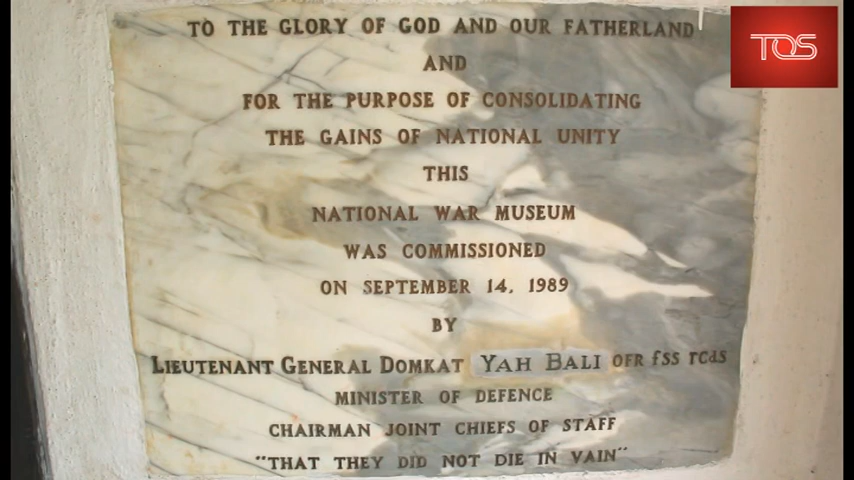 TO THE GLORY OF GOD AND OUR FATHERLAND
AND
FOR THE PURPOSE OF CONSOLIDATING
THE GAINS OF NATIONAL UNITY
THIS
NATIONAL WAR MUSEUM
WAS COMMISSIONED
ON SEPTEMBER 14, 1989
BY
LIEUTENANT GENERAL DOMKAT YAH BALI OFR fss rcds
MINISTER OF DEFENCE
CHAIRMAN JOINT CHIEFS OF STAFF
"THAT THEY DID NOT DIE IN VAIN"
TOS